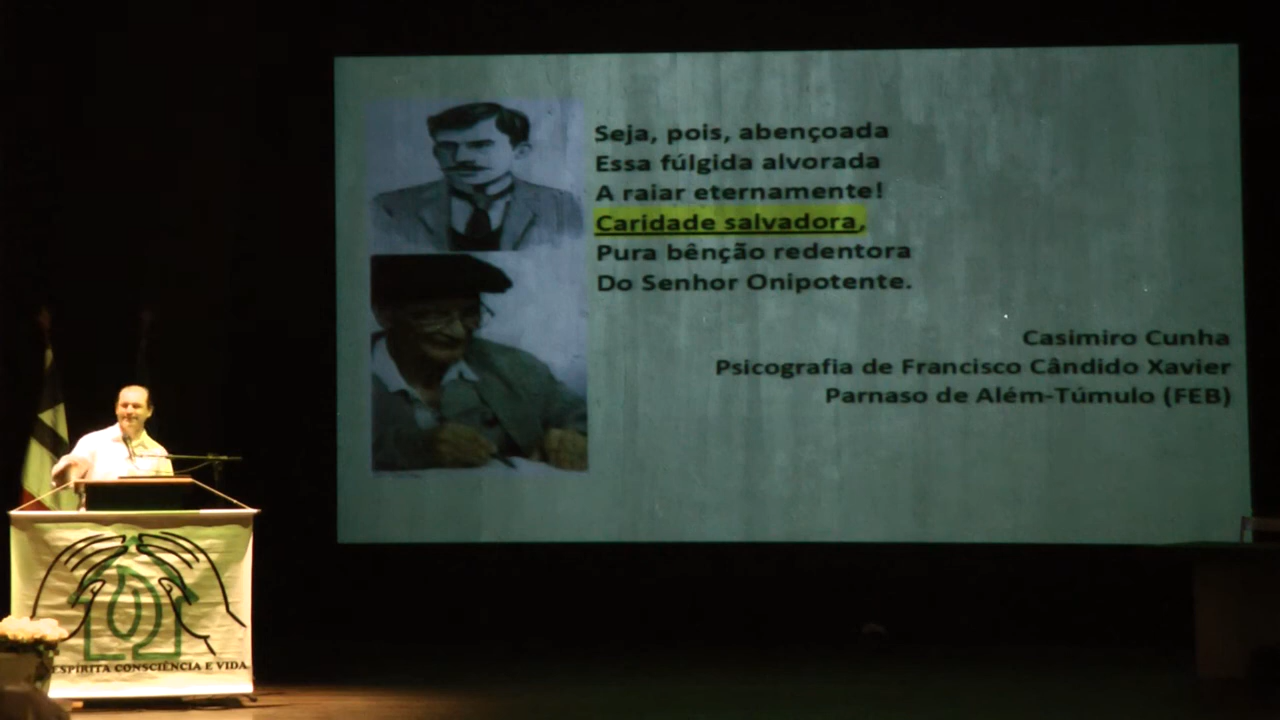 Seja, pois, abençoada
Essa fúlgida alvorada
A raiar eternamente!
Caridade salvadora,
Pura bênção redentora
Do Senhor Onipotente.
Casimiro Cunha
Psicografia de Francisco Cândido Xavier
Parnaso de Além-Túmulo (FEB)
ESPÍRITA CONSCIÊNCIA E VIDA